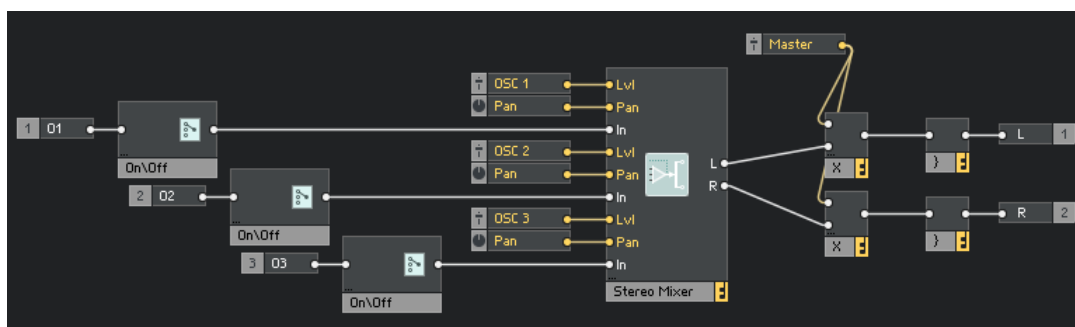 Master
OSC 1
Lvl
Pan
Pan
In
1 O1
On\Off
OSC 2
Lvl
Pan
Pan
In
2 O2
On\Off
OSC 3
Lvl
Pan
Pan
In
3 O3
On\Off
L
R
Stereo Mixer
X
}
L 1
X
}
R 2